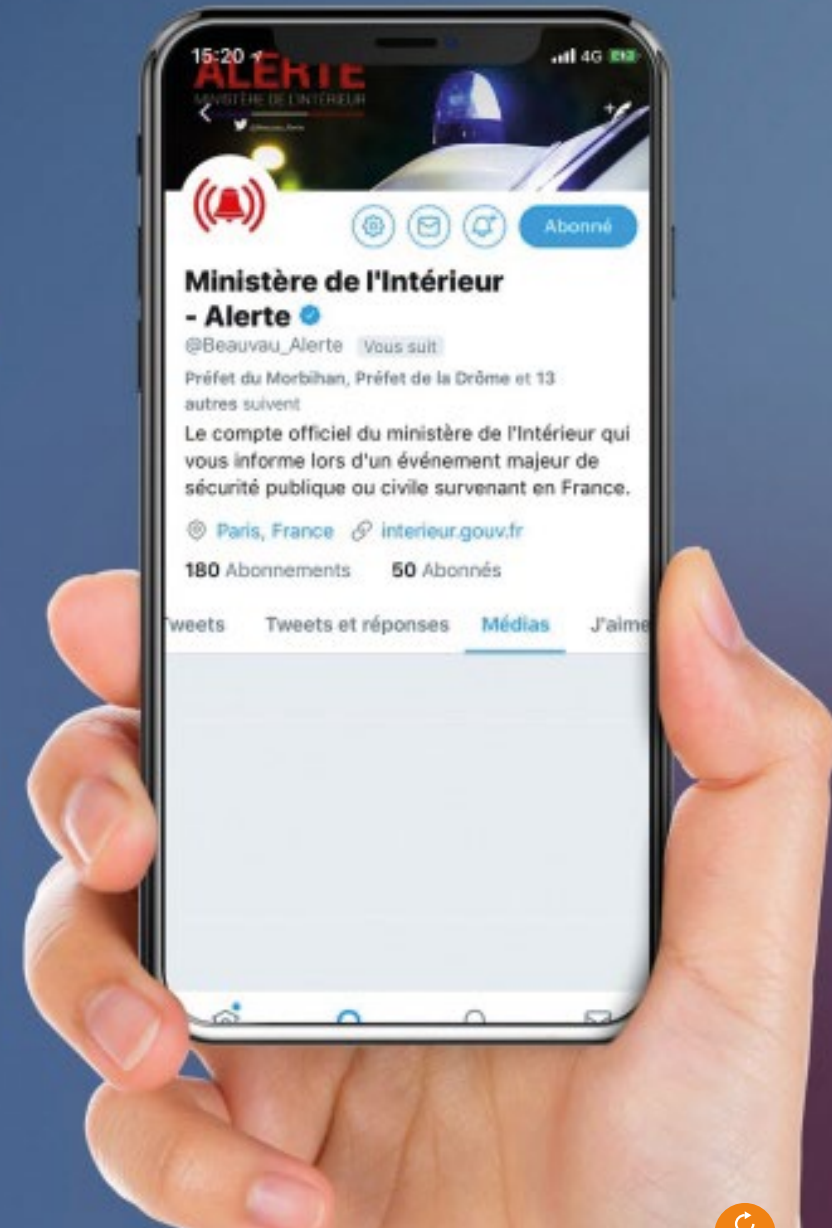 15:20
4G
ALERTE
MINISTÈRE DE L'INTÉRIEUR
@Beauvau_Alerte
Abonné
Ministère de l'Intérieur
- Alerte
@Beauvau_Alerte Vous suit
Préfet du Morbihan, Préfet de la Drôme et 13
autres suivent
Le compte officiel du ministère de l'Intérieur qui
vous informe lors d'un événement majeur de
sécurité publique ou civile survenant en France.
Paris, France interieur.gouv.fr
180 Abonnements 50 Abonnés
Tweets Tweets et réponses Médias J'aime